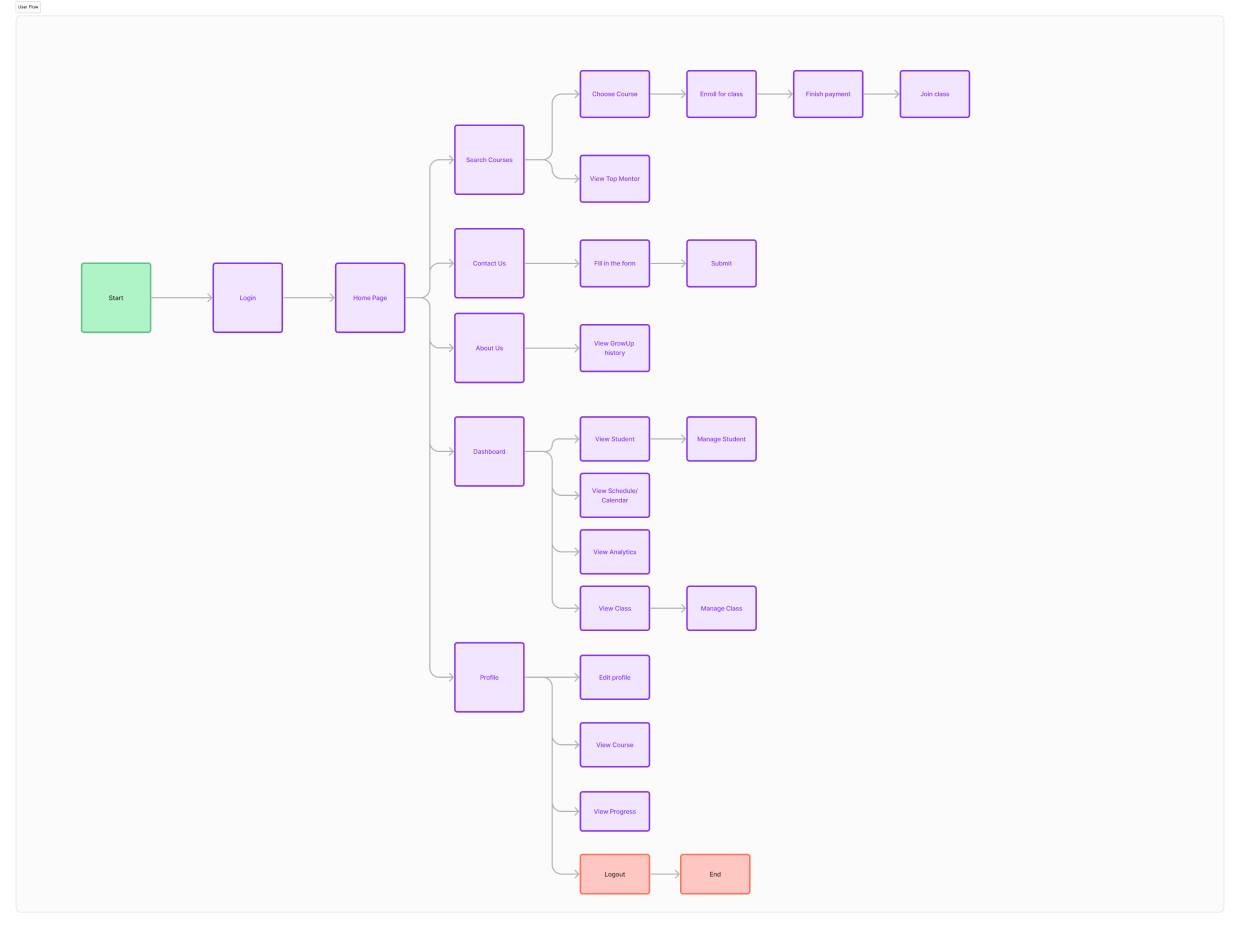 User Flow
Choose Course
Enroll for class
Finish payment
Join class
Search Courses
View Top Mentor
Contact Us
Fill in the form
Submit
Start
Login
Home Page
About Us
View GrowUp
history
Dashboard
View Student
Manage Student
View Schedule/
Calendar
View Analytics
View Class
Manage Class
Profile
Edit profile
View Course
View Progress
Logout
End